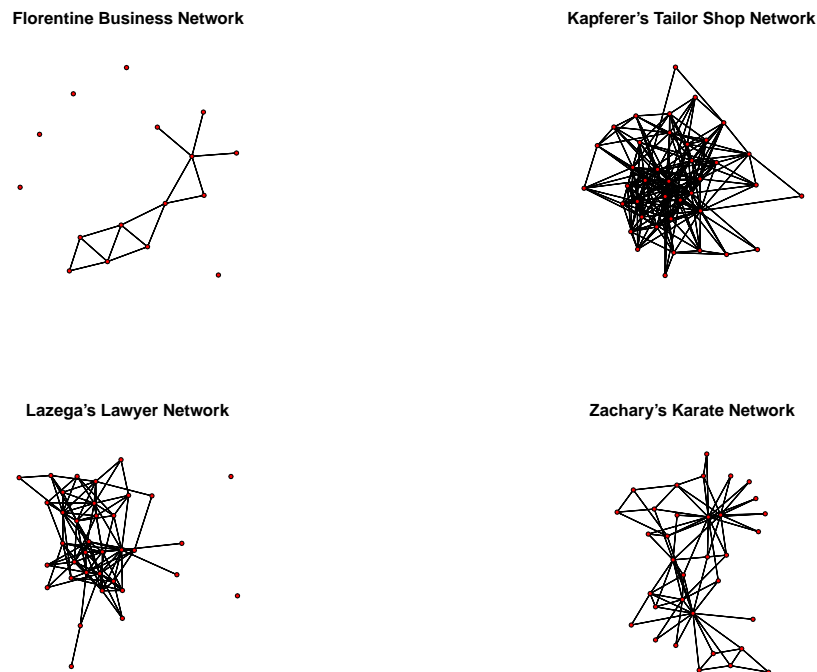 Florentine Business Network
Kapferer’s Tailor Shop Network
Lazega’s Lawyer Network
Zachary’s Karate Network